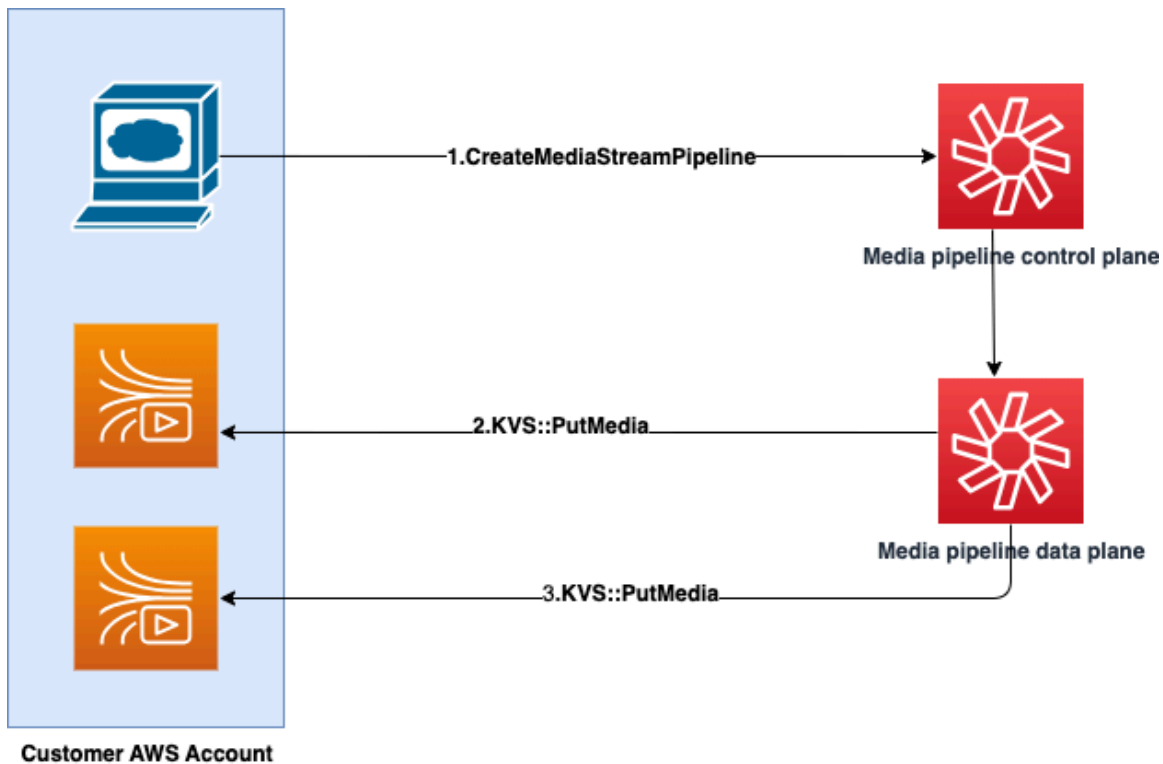 1.CreateMediaStreamPipeline
Media pipeline control plane
2.KVS::PutMedia
Media pipeline data plane
3.KVS::PutMedia
Customer AWS Account